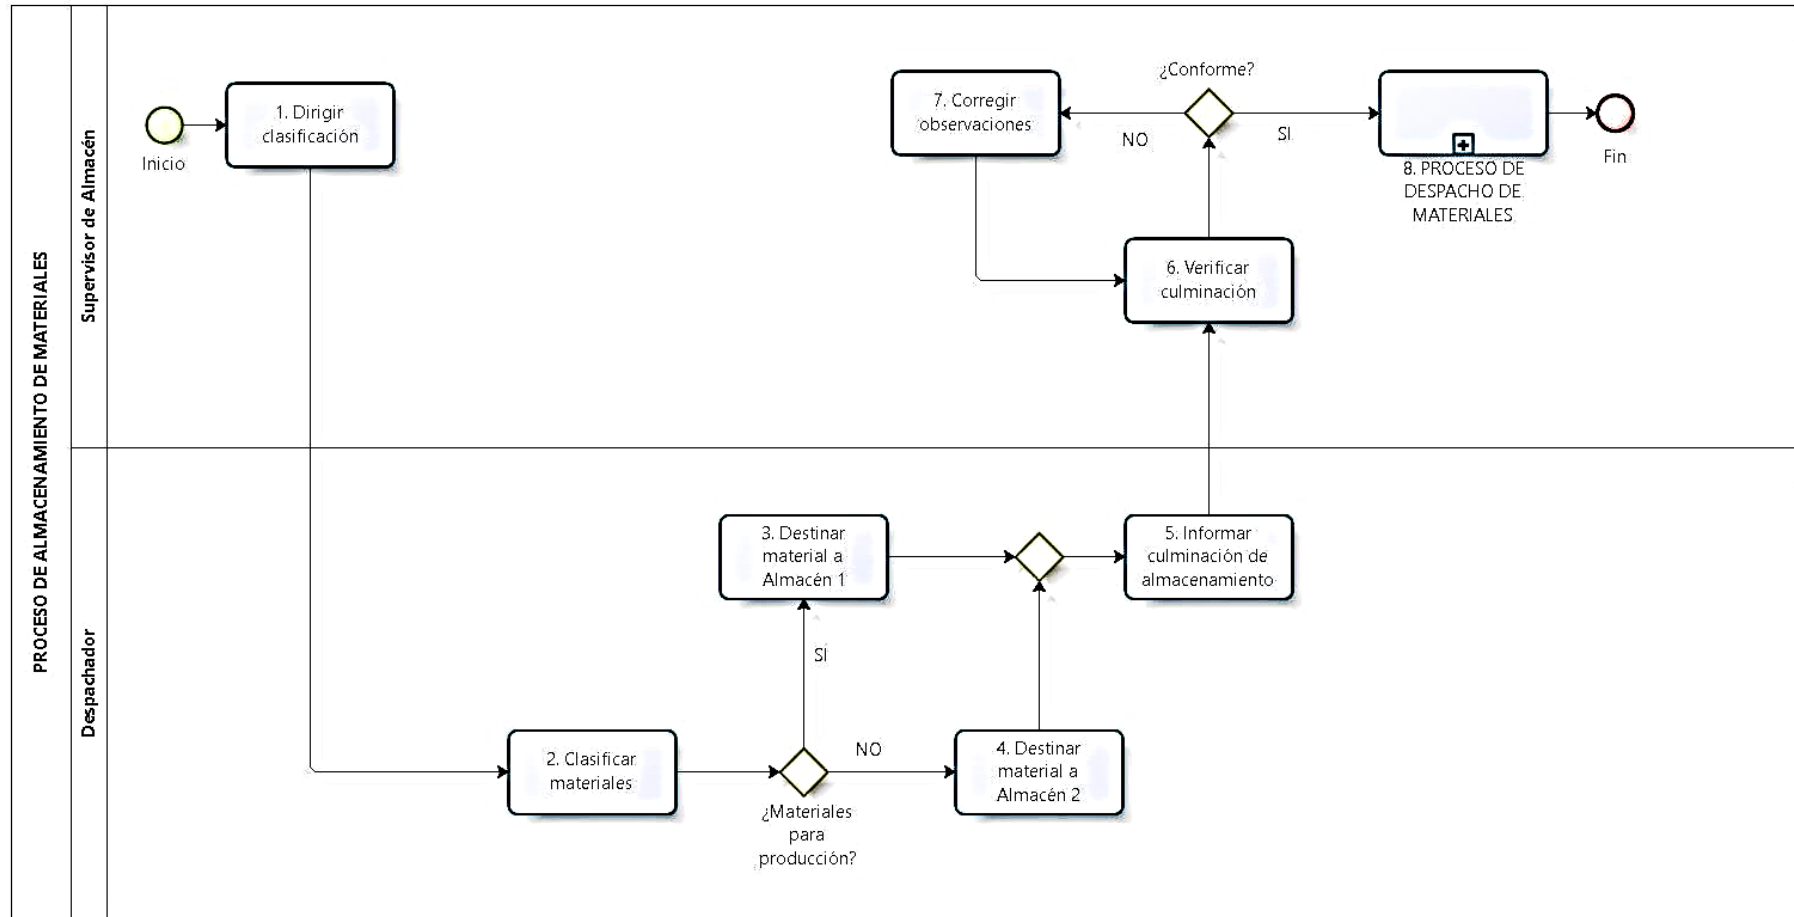 PROCESO DE ALMACENAMIENTO DE MATERIALES
Supervisor de Almacén
Inicio
1. Dirigir
clasificación
7. Corregir
observaciones
¿Conforme?
NO
SI
8. PROCESO DE
DESPACHO DE
MATERIALES
Fin
6. Verificar
culminación
Despachador
3. Destinar
material a
Almacén 1
5. Informar
culminación de
almacenamiento
SI
2. Clasificar
materiales
¿Materiales
para
producción?
NO
4. Destinar
material a
Almacén 2